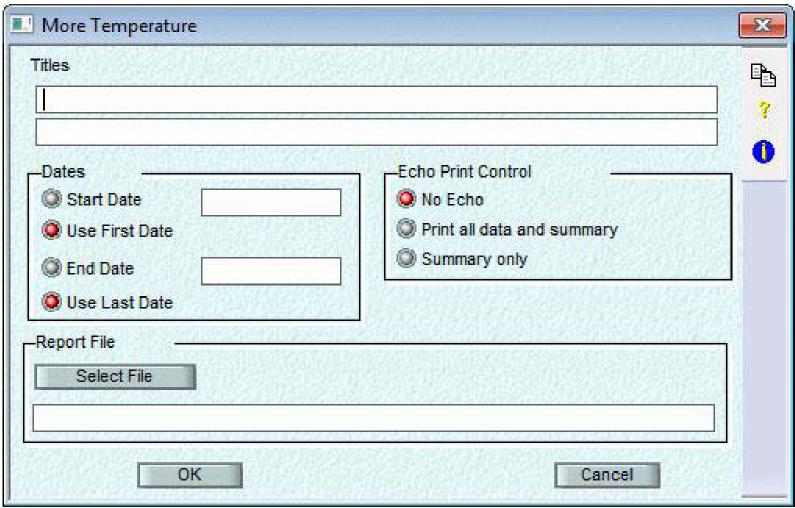 More Temperature
Titles
Dates
Start Date
Use First Date
End Date
Use Last Date
Echo Print Control
No Echo
Print all data and summary
Summary only
Report File
Select File
OK
Cancel